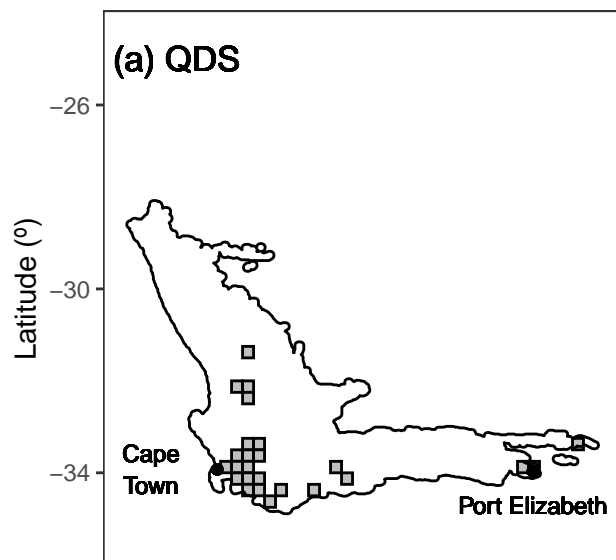 (a) QDS
−26
Latitude (º)
−30
Cape
Town
−34
Port Elizabeth